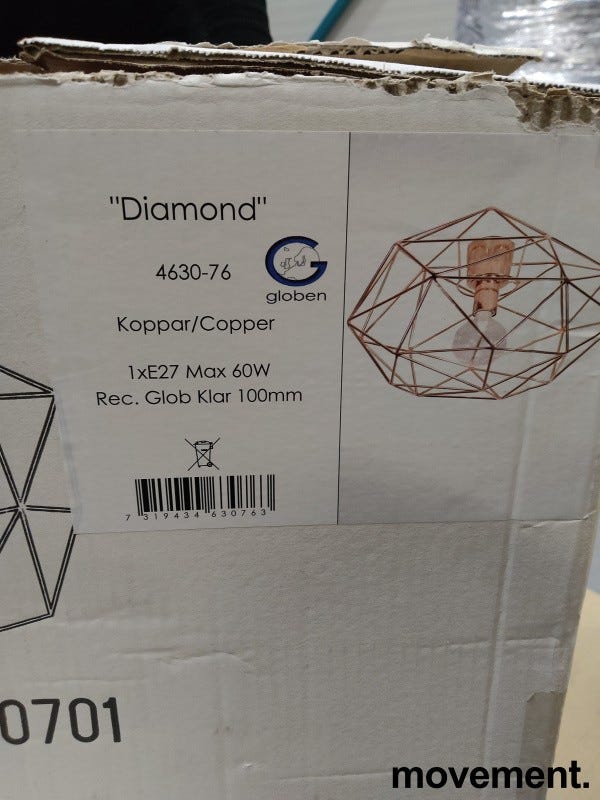 "Diamond"
4630-76
globen
Koppar/Copper
1xE27 Max 60W
Rec. Glob Klar 100mm
7 319434 630763
0701
movement.